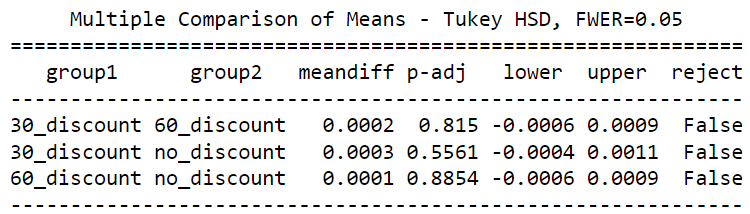 Multiple Comparison of Means - Tukey HSD, FWER=0.05
=============================================================
group1 group2 meandiff p-adj lower upper reject
-------------------------------------------------------------
30_discount 60_discount 0.0002 0.815 -0.0006 0.0009 False
30_discount no_discount 0.0003 0.5561 -0.0004 0.0011 False
60_discount no_discount 0.0001 0.8854 -0.0006 0.0009 False
-------------------------------------------------------------